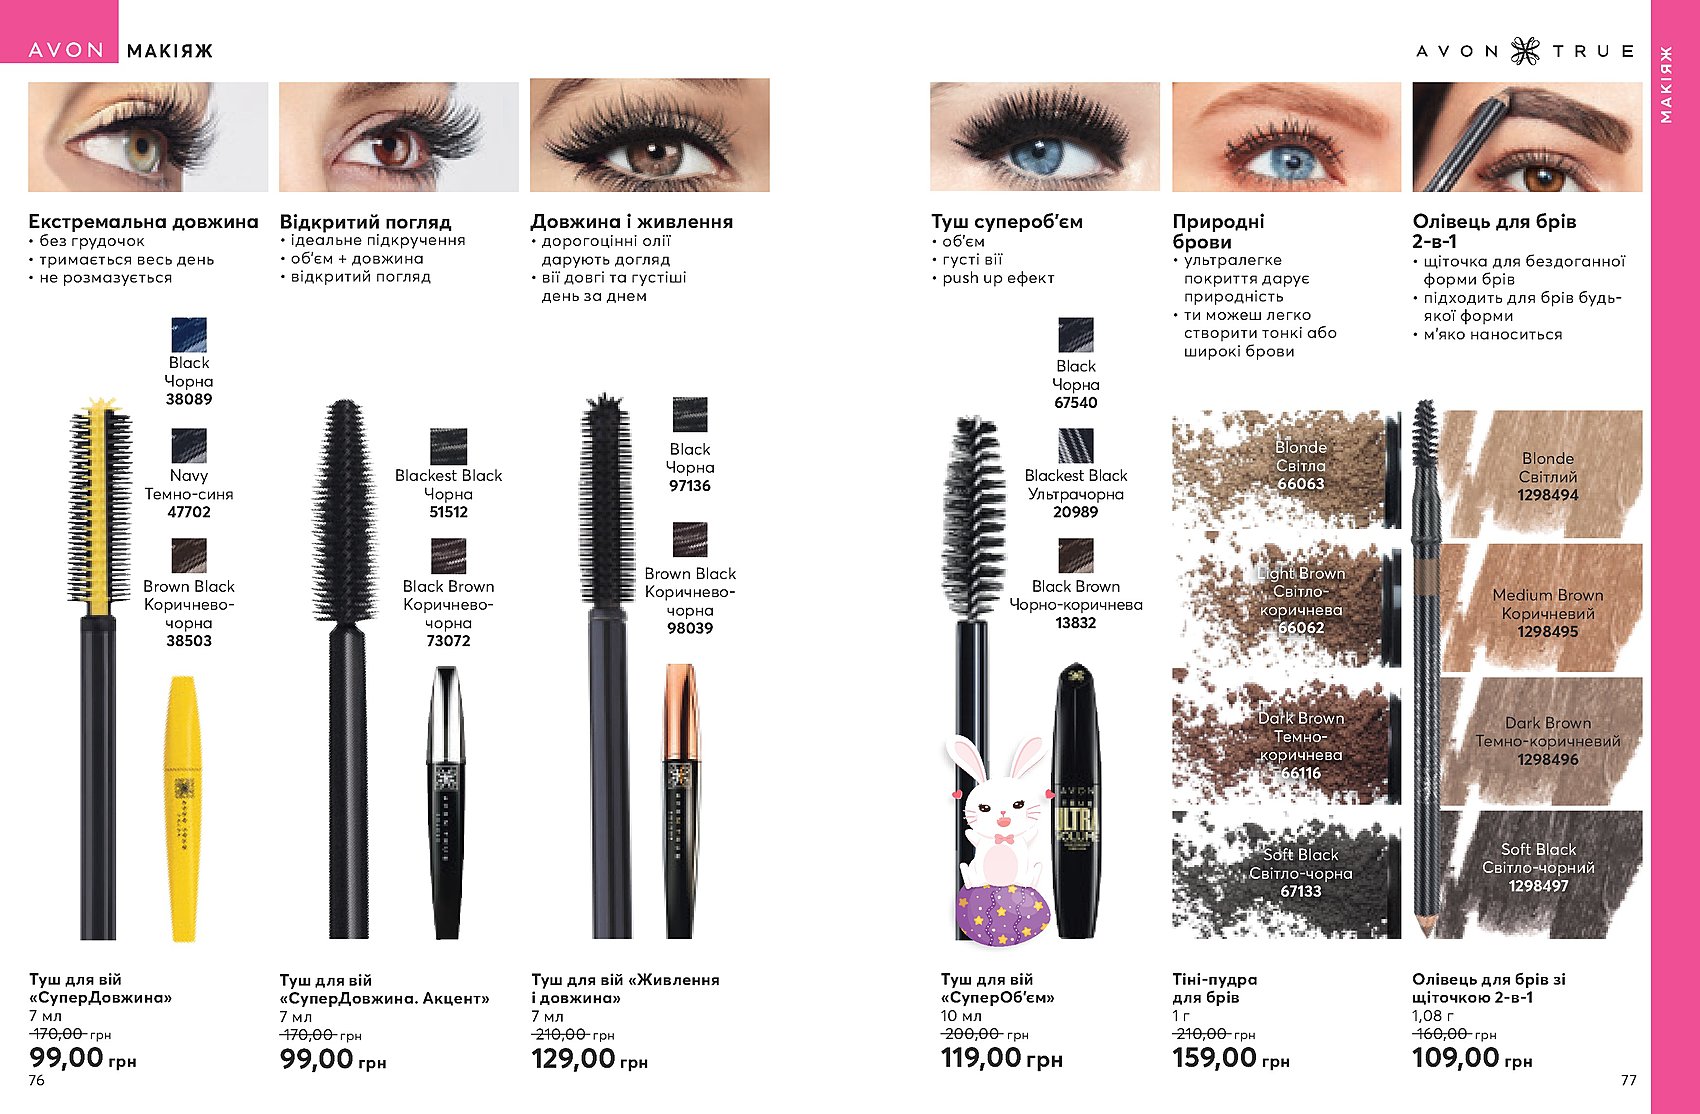 AVON МАКІЯЖ
Екстремальна довжина
• без грудочок
• тримається весь день
• не розмазується
Black
Чорна
38089
Navy
Темно-синя
47702
Brown Black
Коричнево-
чорна
38503
Туш для вій
«СуперДовжина»
7 мл
170,00 грн
99,00 грн
76
Відкритий погляд
• ідеальне підкручення
• об’єм + довжина
• відкритий погляд
Blackest Black
Чорна
51512
Black Brown
Коричнево-
чорна
73072
Туш для вій
«СуперДовжина. Акцент»
7 мл
170,00 грн
99,00 грн
Довжина і живлення
• дорогоцінні олії
дарують догляд
• вії довгі та густіші
день за днем
Black
Чорна
97136
Brown Black
Коричнево-
чорна
98039
Туш для вій «Живлення
і довжина»
7 мл
210,00 грн
129,00 грн
AVON TRUE
МАКІЯЖ
Туш супероб’єм
• об’єм
• густі вії
• push up ефект
Black
Чорна
67540
Blackest Black
Ультрачорна
20989
Black Brown
Чорно-коричнева
13832
AVON
TRUE
ULTRA
VOLUME
Туш для вій
«СуперОб’єм»
10 мл
200,00 грн
119,00 грн
Природні
брови
• ультралегке
покриття дарує
природність
• ти можеш легко
створити тонкі або
широкі брови
Blonde
Світла
66063
Light Brown
Світло-
коричнева
66062
Dark Brown
Темно-
коричнева
66116
Soft Black
Світло-чорна
67133
Тіні-пудра
для брів
1 г
210,00 грн
159,00 грн
Олівець для брів
2-в-1
• щіточка для бездоганної
форми брів
• підходить для брів будь-
якої форми
• м’яко наноситься
Blonde
Світлий
1298494
Medium Brown
Коричневий
1298495
Dark Brown
Темно-коричневий
1298496
Soft Black
Світло-чорний
1298497
Олівець для брів зі
щіточкою 2-в-1
1,08 г
160,00 грн
109,00 грн
77